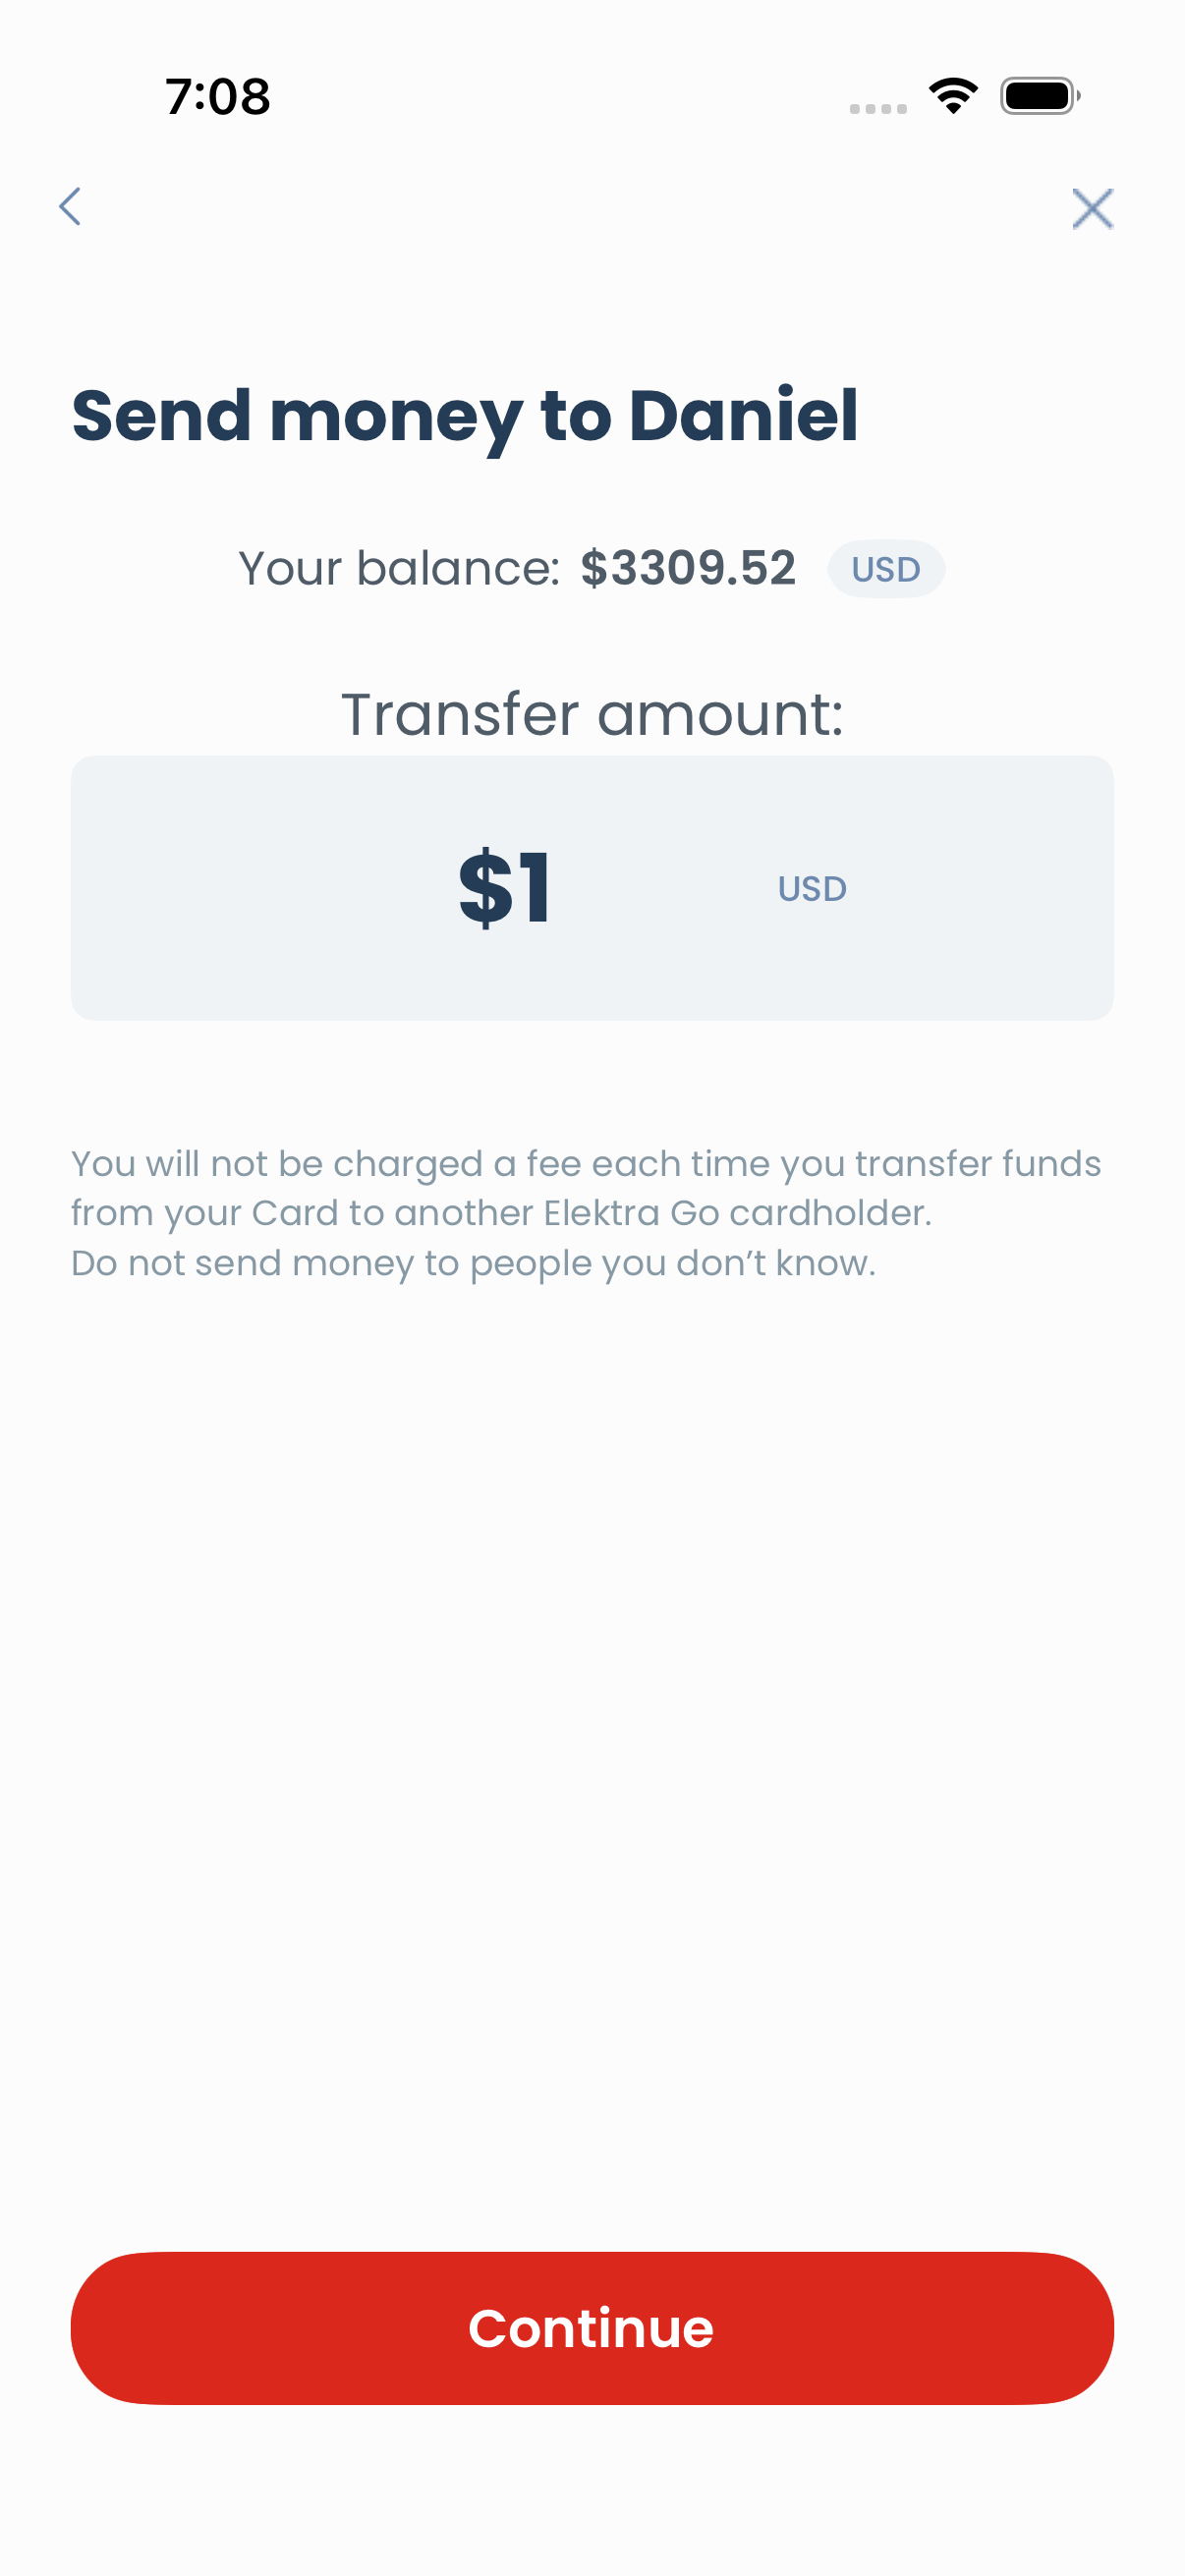 7:08
Send money to Daniel
Your balance: $3309.52 USD
Transfer amount:
$1 USD
You will not be charged a fee each time you transfer funds
from your Card to another Elektra Go cardholder.
Do not send money to people you don’t know.
Continue